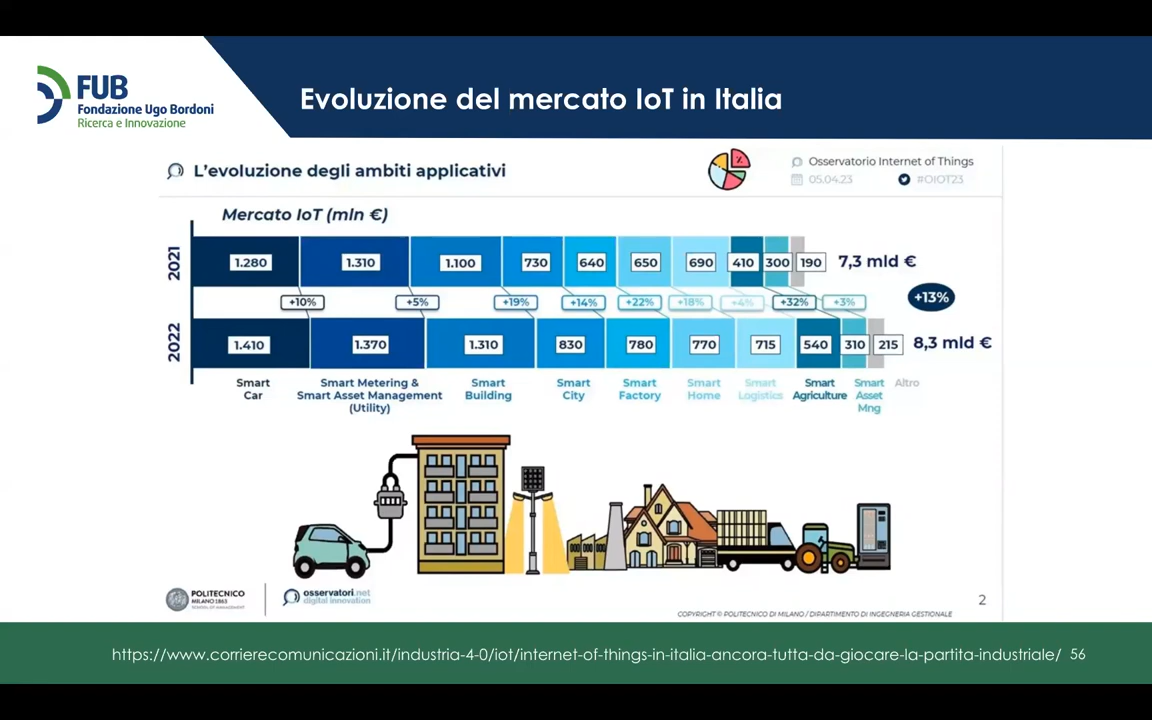 FUB
Fondazione Ugo Bordoni
Ricerca e Innovazione
Evoluzione del mercato IoT in Italia
L'evoluzione degli ambiti applicativi
Osservatorio Internet of Things
05.04.23
#OIOT23
Mercato IoT (mln €)
2021
1.280
1.310
1.100
730
640
650
690
410
300
190
7,3 mld €
+10%
+5%
+19%
+14%
+22%
+18%
+4%
+32%
+3%
+13%
2022
1.410
1.370
1.310
830
780
770
715
540
310
215
8,3 mld €
Smart
Car
Smart Metering &
Smart Asset Management
(Utility)
Smart
Building
Smart
City
Smart
Factory
Smart
Home
Smart
Logistics
Smart
Agriculture
Smart
Asset
Mng
Altro
POLITECNICO
MILANO 1863
SCHOOL OF MANAGEMENT
osservatori.net
digital innovation
2
COPYRIGHT © POLITECNICO DI MILANO / DIPARTIMENTO DI INGEGNERIA GESTIONALE
https://www.corrierecomunicazioni.it/industria-4-0/iot/internet-of-things-in-italia-ancora-tutta-da-giocare-la-partita-industriale/
56